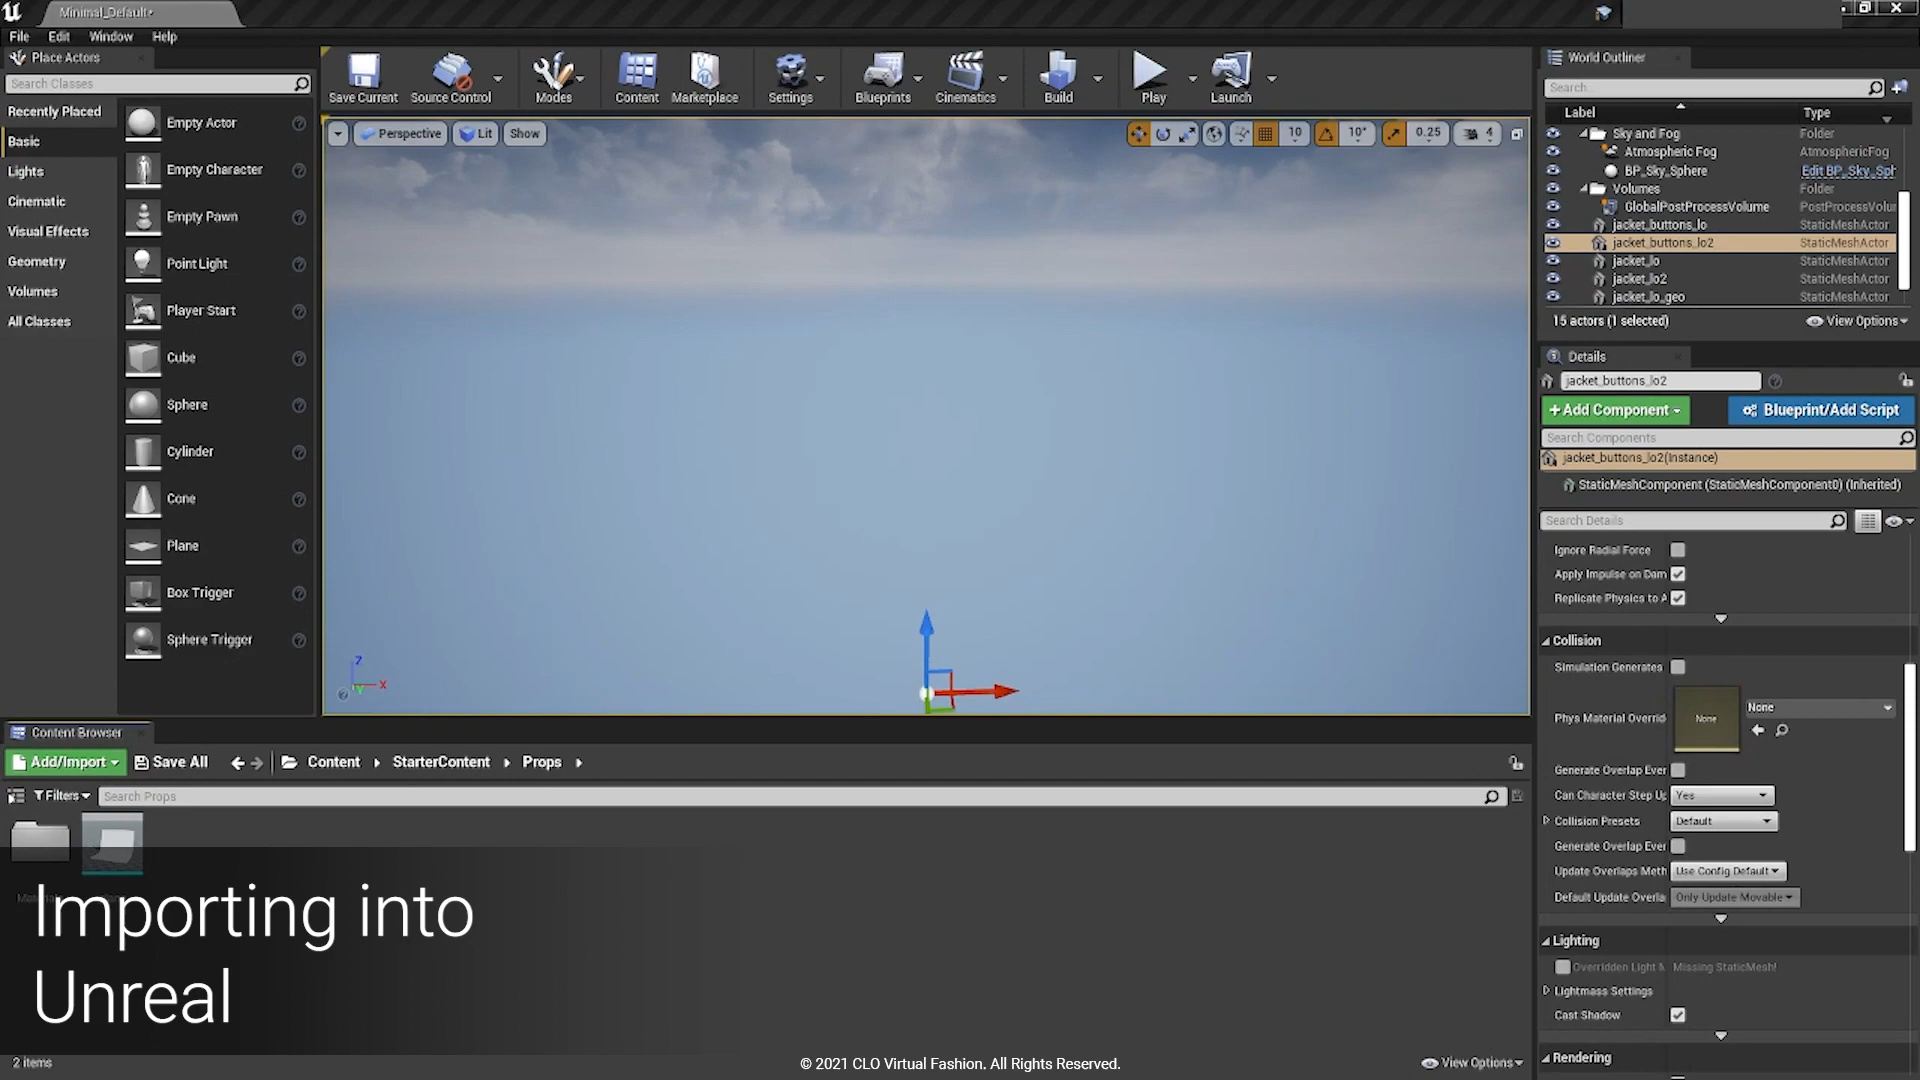 Minimal_Default•
File Edit Window Help
Place Actors
Search Classes
Recently Placed
Basic
Lights
Cinematic
Visual Effects
Geometry
Volumes
All Classes
Empty Actor
Empty Character
Empty Pawn
Point Light
Player Start
Cube
Sphere
Cylinder
Cone
Plane
Box Trigger
Sphere Trigger
Save Current Source Control Modes Content Marketplace Settings Blueprints Cinematics Build Play Launch
Perspective Lit Show
10 10° 0.25 4
Z
X
Y
World Outliner
Search...
Label Type
Sky and Fog Folder
Atmospheric Fog AtmosphericFog
BP_Sky_Sphere Edit BP_Sky_Sph
Volumes Folder
GlobalPostProcessVolume PostProcessVolu
jacket_buttons_lo StaticMeshActor
jacket_buttons_lo2 StaticMeshActor
jacket_lo StaticMeshActor
jacket_lo2 StaticMeshActor
jacket_lo_geo StaticMeshActor
15 actors (1 selected) View Options
Details
jacket_buttons_lo2
+Add Component Blueprint/Add Script
Search Components
jacket_buttons_lo2(Instance)
StaticMeshComponent (StaticMeshComponent0) (Inherited)
Search Details
Ignore Radial Force
Apply Impulse on Dam
Replicate Physics to A
Collision
Simulation Generates
Phys Material Overrid None None
Generate Overlap Ever
Can Character Step Up Yes
Collision Presets Default
Generate Overlap Ever
Update Overlaps Meth Use Config Default
Default Update Overla Only Update Movable
Lighting
Overridden Light M Missing StaticMesh!
Lightmass Settings
Cast Shadow
Rendering
Content Browser
Add/Import Save All Content StarterContent Props
Filters Search Props
Importing into
Unreal
2 items
© 2021 CLO Virtual Fashion. All Rights Reserved.
View Options